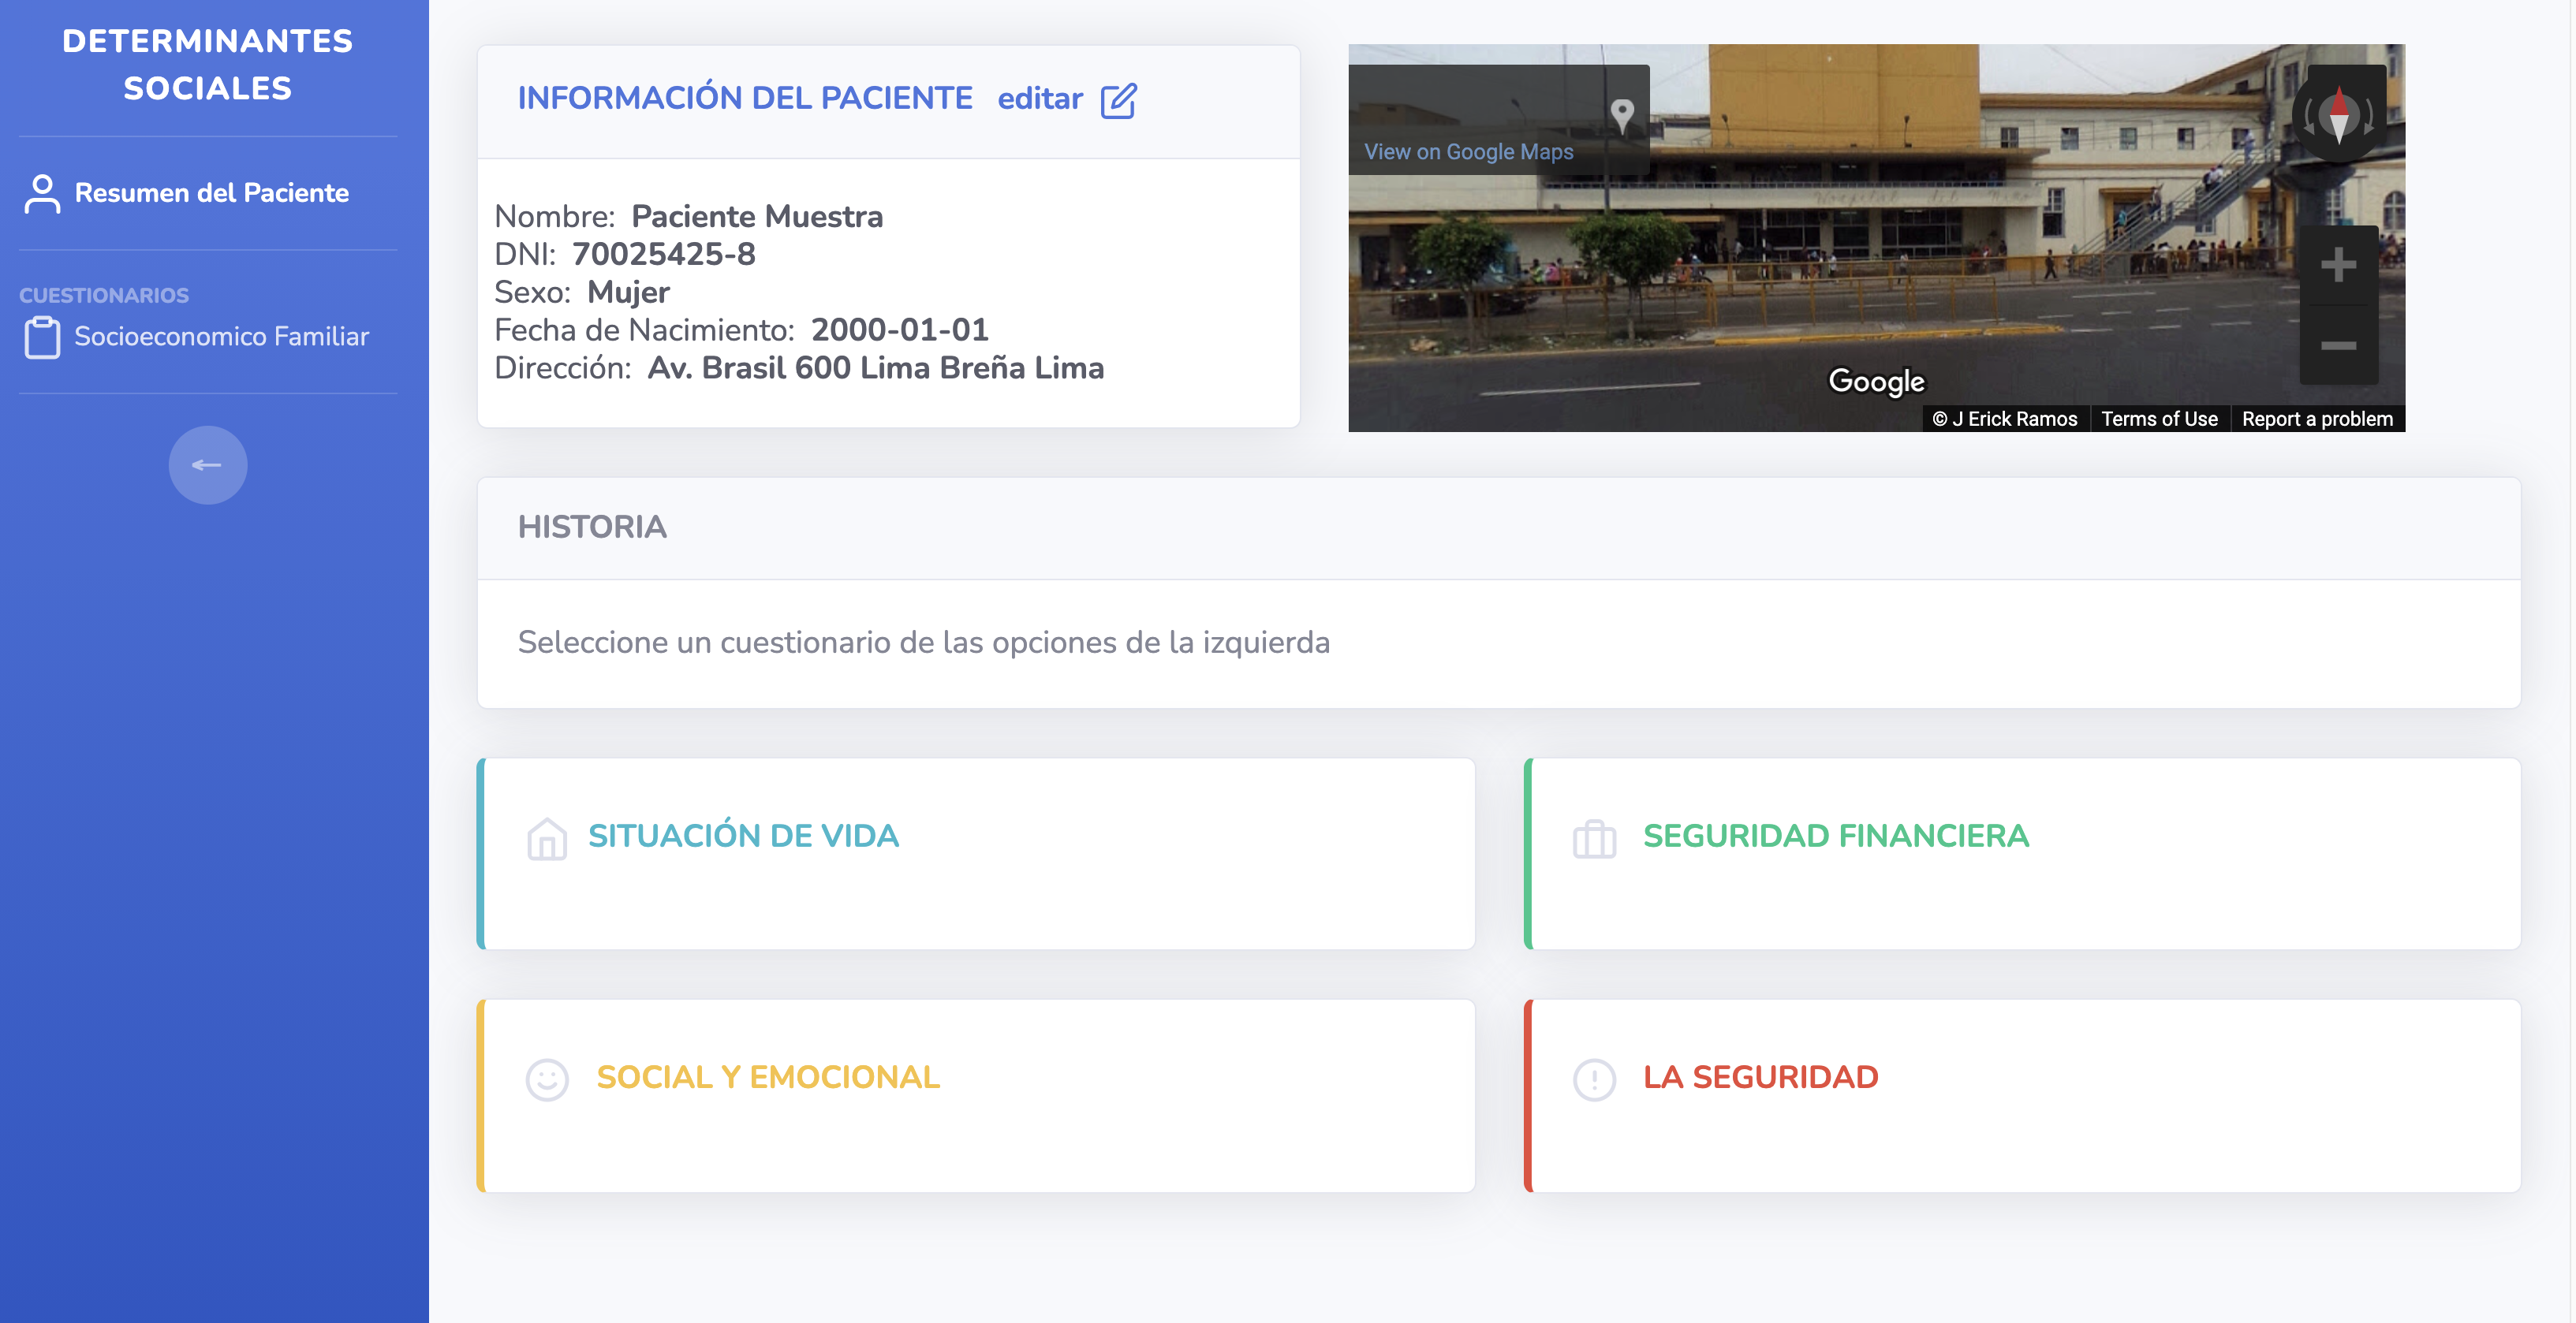 DETERMINANTES
SOCIALES
Resumen del Paciente
CUESTIONARIOS
Socioeconomico Familiar
INFORMACIÓN DEL PACIENTE editar
Nombre: Paciente Muestra
DNI: 70025425-8
Sexo: Mujer
Fecha de Nacimiento: 2000-01-01
Dirección: Av. Brasil 600 Lima Breña Lima
View on Google Maps
Hospital del
Google
© J Erick Ramos
Terms of Use
Report a problem
HISTORIA
Seleccione un cuestionario de las opciones de la izquierda
SITUACIÓN DE VIDA
SEGURIDAD FINANCIERA
SOCIAL Y EMOCIONAL
LA SEGURIDAD